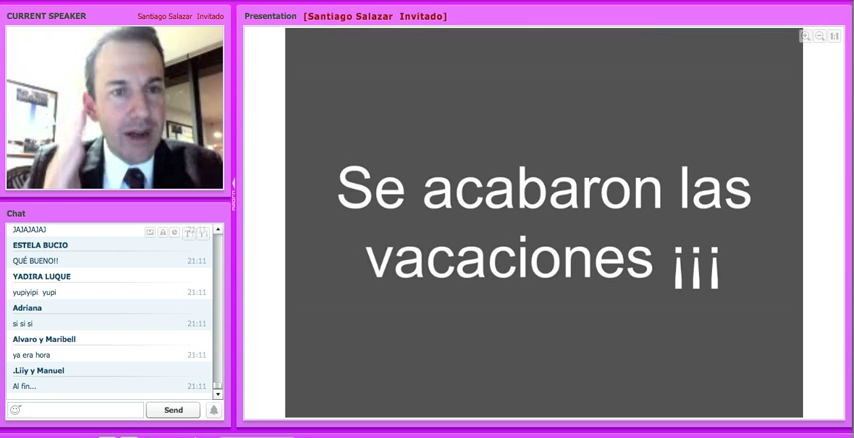 CURRENT SPEAKER
Santiago Salazar Invitado
Presentation [Santiago Salazar Invitado]
Se acabaron las
vacaciones ¡¡¡
Chat
JAJAJAJAJ
ESTELA BUCIO
QUÉ BUENO!!
21:11
YADIRA LUQUE
yupiyipi yupi
21:11
Adriana
si si si
21:11
Alvaro y Maribell
ya era hora
21:11
.Liiy y Manuel
Al fin...
21:11
Send